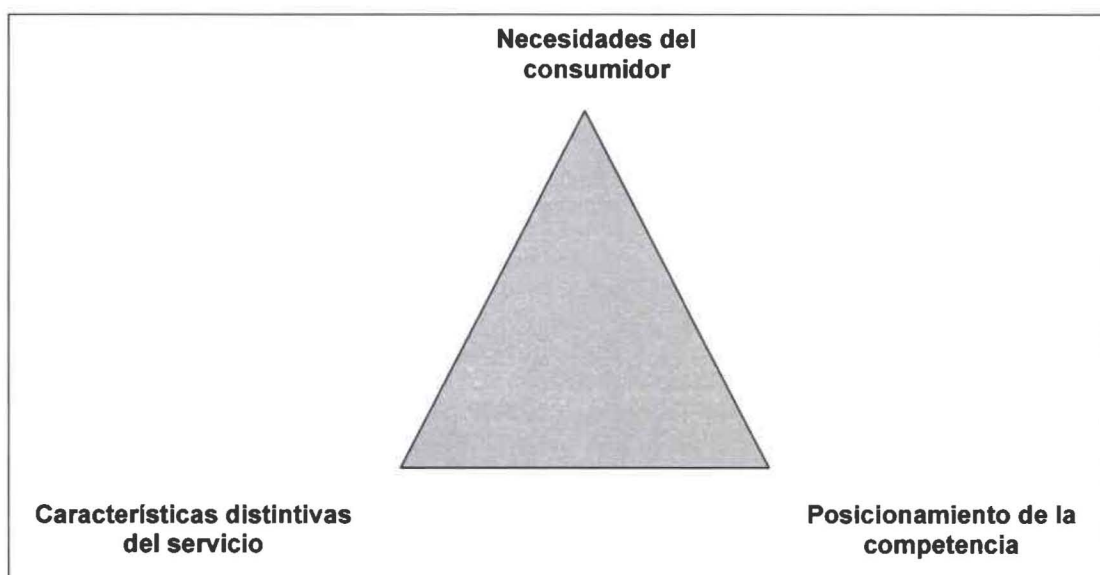 Necesidades del
consumidor
Características distintivas
del servicio
Posicionamiento de la
competencia